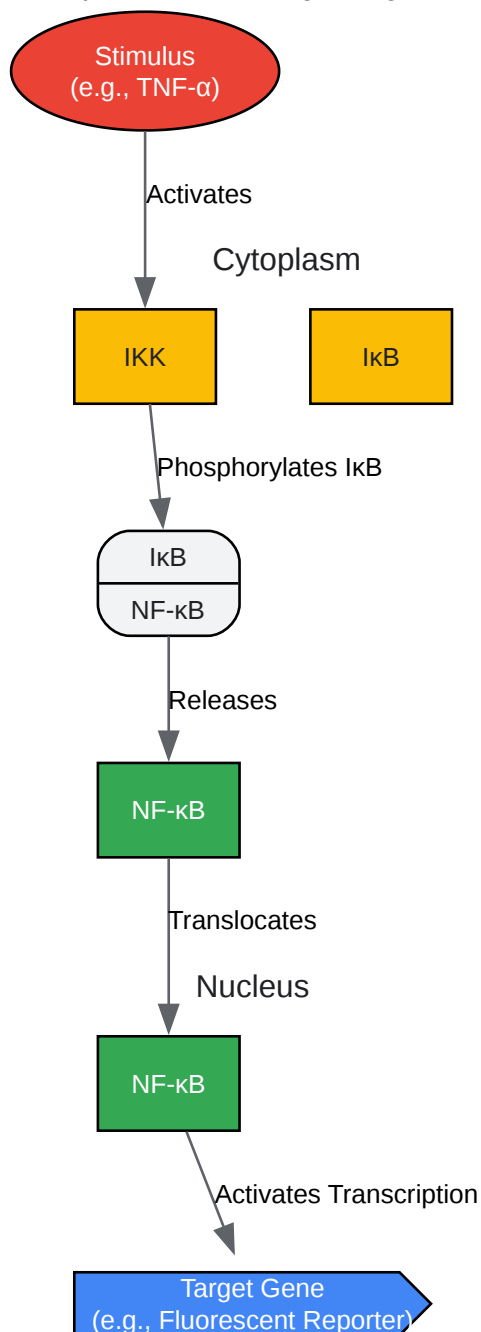 Stimulus
(e.g., TNF-α)
Activates
Cytoplasm
IKK
IκB
Phosphorylates IκB
IκB
NF-κB
Releases
NF-κB
Translocates
Nucleus
NF-κB
Activates Transcription
Target Gene
(e.g., Fluorescent Reporter)